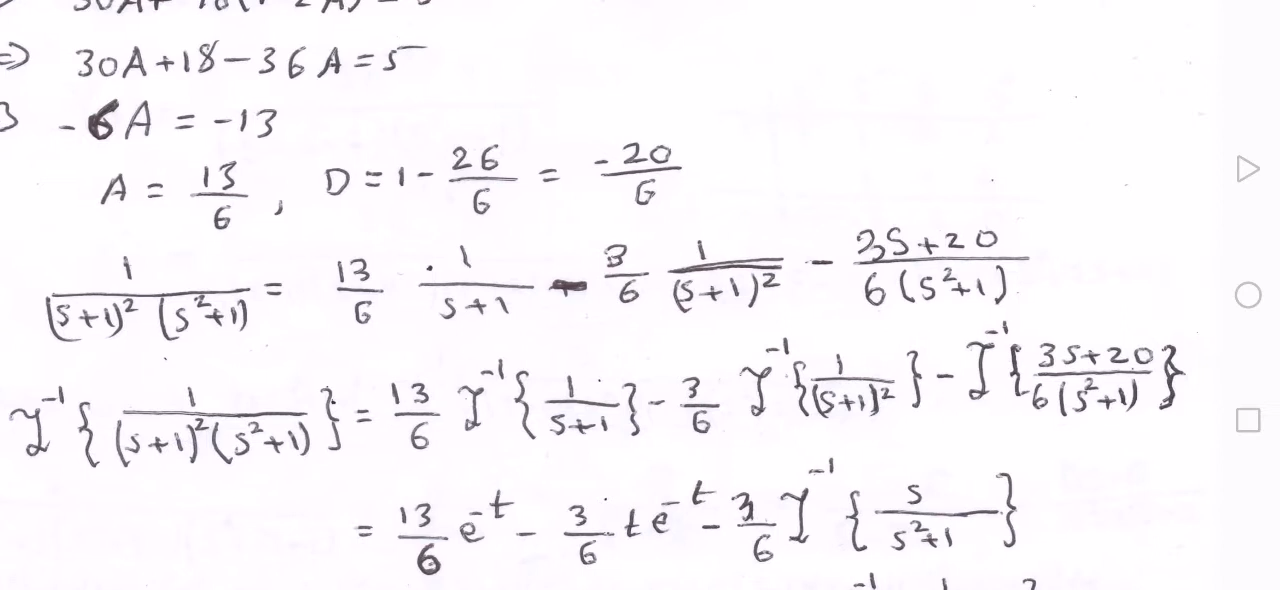 ⇒ 30A+18-36A=5
-6A = -13
A = 13/6 , D = 1 - 26/6 = -20/6
1/((s+1)²(s²+1)) = 13/6 · 1/(s+1) - 3/6 1/(s+1)² - (3s+20)/(6(s²+1))
ℒ⁻¹{1/((s+1)²(s²+1))} = 13/6 ℒ⁻¹{1/(s+1)} - 3/6 ℒ⁻¹{1/(s+1)²} - ℒ⁻¹{(3s+20)/(6(s²+1))}
= 13/6 e⁻ᵗ - 3/6 te⁻ᵗ - 3/6 ℒ⁻¹{s/(s²+1)}